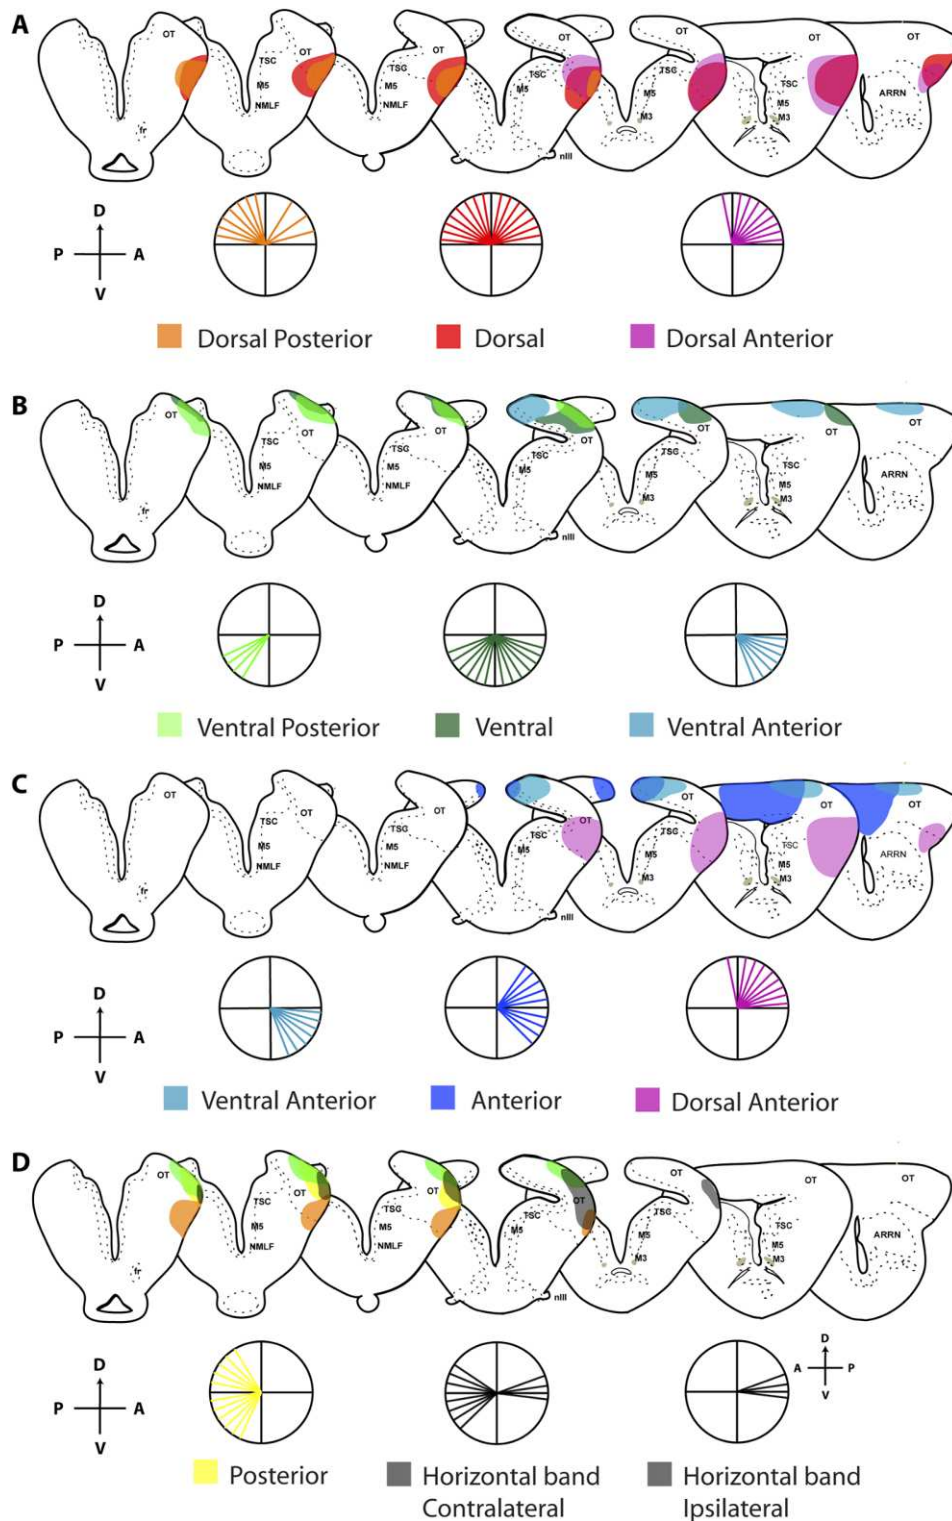 A
OT OT OT OT OT OT OT
TSC TSC TSC TSC TSC
M5 M5 M5 M5 M5 ARRN
NMLF NMLF M3 M3
fr nIII
D
P A
V
Dorsal Posterior Dorsal Dorsal Anterior
B
OT OT OT OT OT OT OT
TSC TSC TSC TSC TSC
M5 M5 M5 M5 M5 ARRN
NMLF NMLF M3 M3
fr nIII
D
P A
V
Ventral Posterior Ventral Ventral Anterior
C
OT OT OT OT OT OT OT
TSC TSC TSC TSC TSC
M5 M5 M5 M5 M5 ARRN
NMLF NMLF M3 M3
fr nIII
D
P A
V
Ventral Anterior Anterior Dorsal Anterior
D
OT OT OT OT OT OT OT
TSC TSC TSC TSC TSC
M5 M5 M5 M5 M5 ARRN
NMLF NMLF M3 M3
fr nIII
D D
P A A P
V V
Posterior Horizontal band Horizontal band
Contralateral Ipsilateral